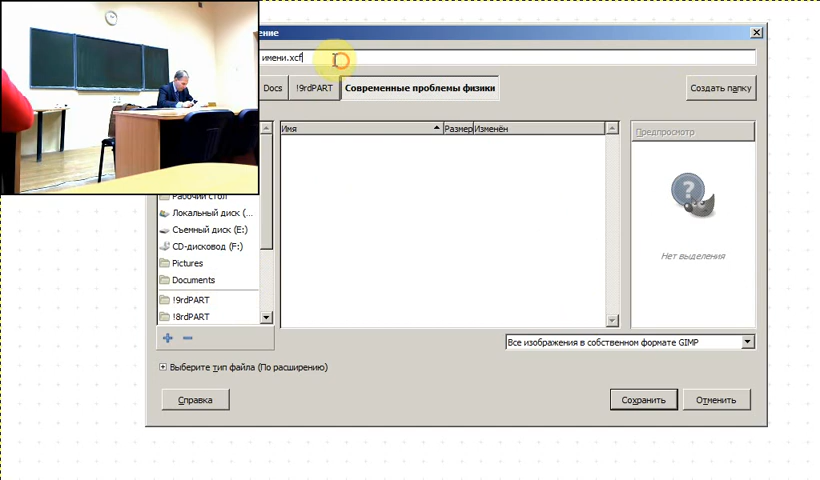 ение
имени.xcf
Docs !9rdPART Современные проблемы физики Создать папку
Имя Размер Изменён
Предпросмотр
Рабочий стол
Локальный диск (...
Съемный диск (E:)
CD-дисковод (F:)
Pictures
Documents
!9rdPART
!8rdPART
Нет выделения
Все изображения в собственном формате GIMP
Выберите тип файла (По расширению)
Справка Сохранить Отменить